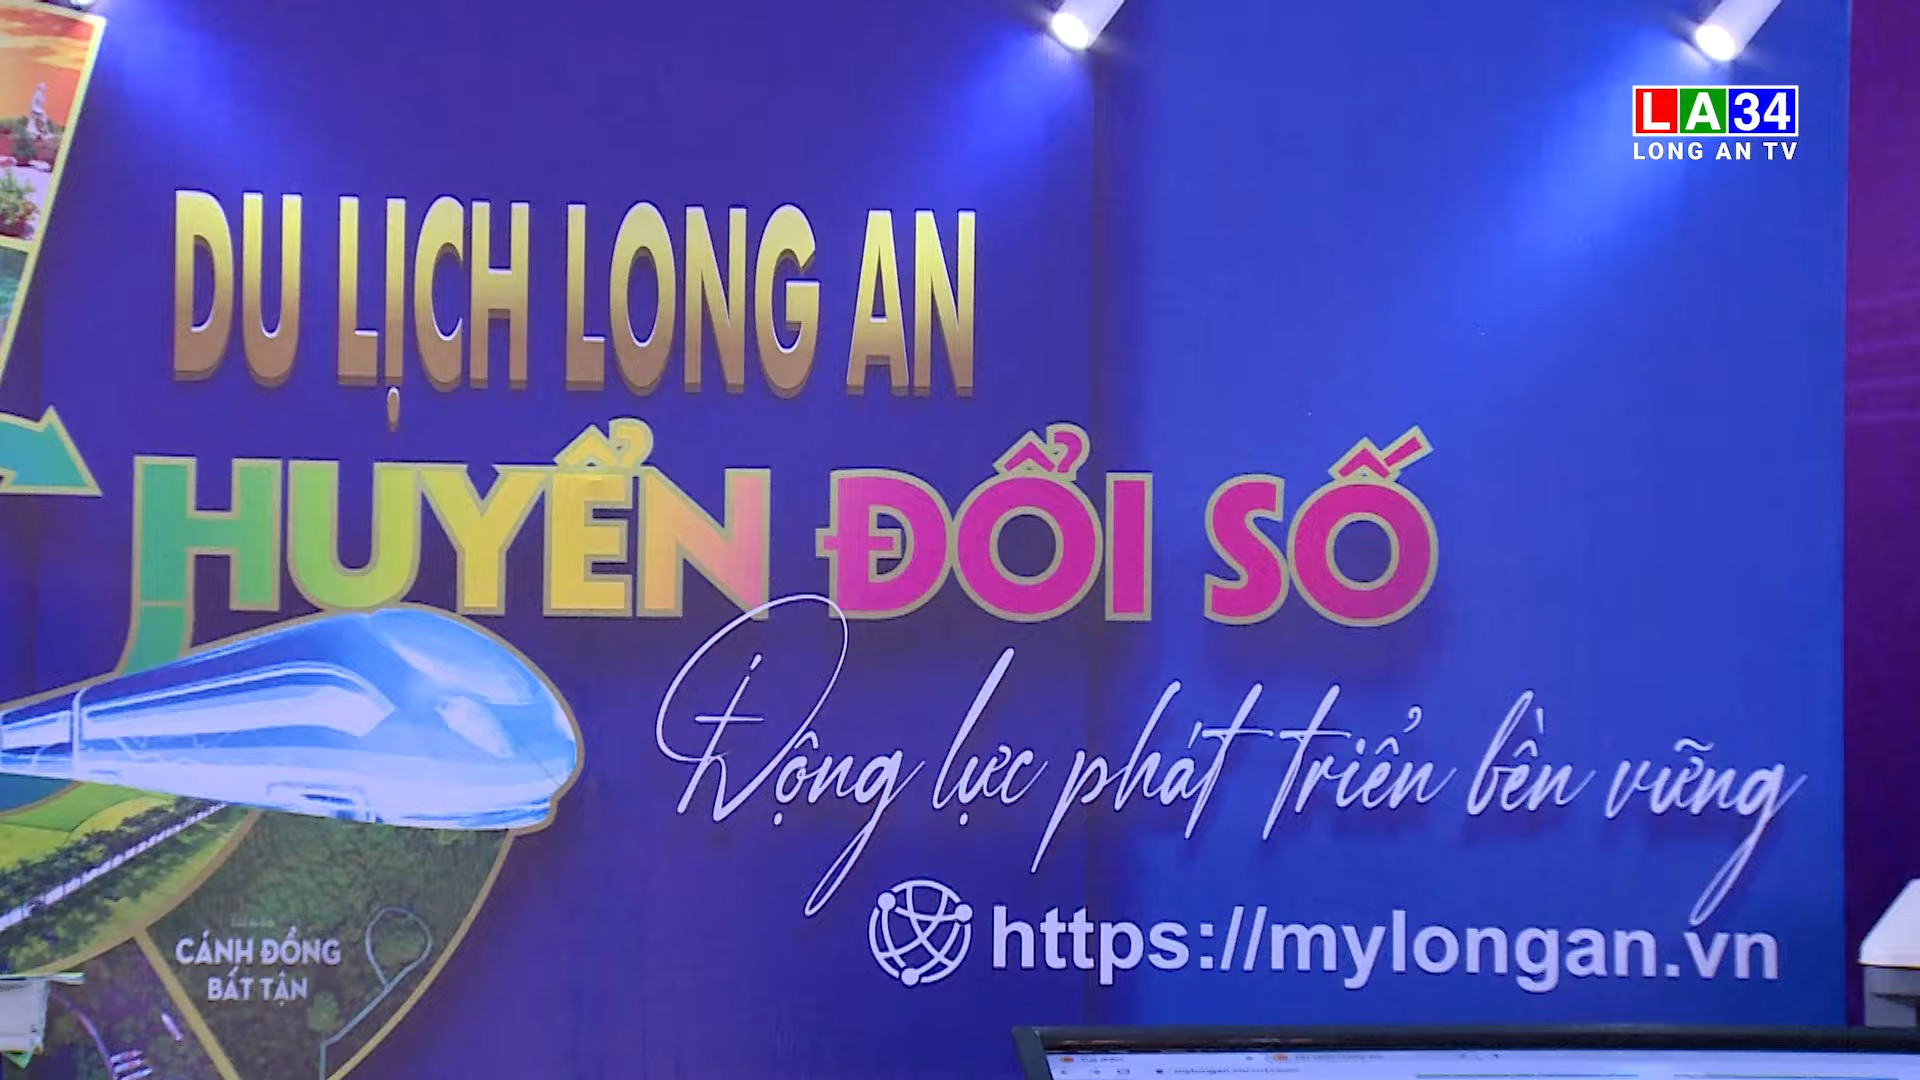 LA34
LONG AN TV
DU LỊCH LONG AN
CHUYỂN ĐỔI SỐ
Động lực phát triển bền vững
https://mylongan.vn
CÁNH ĐỒNG
BẤT TẬN